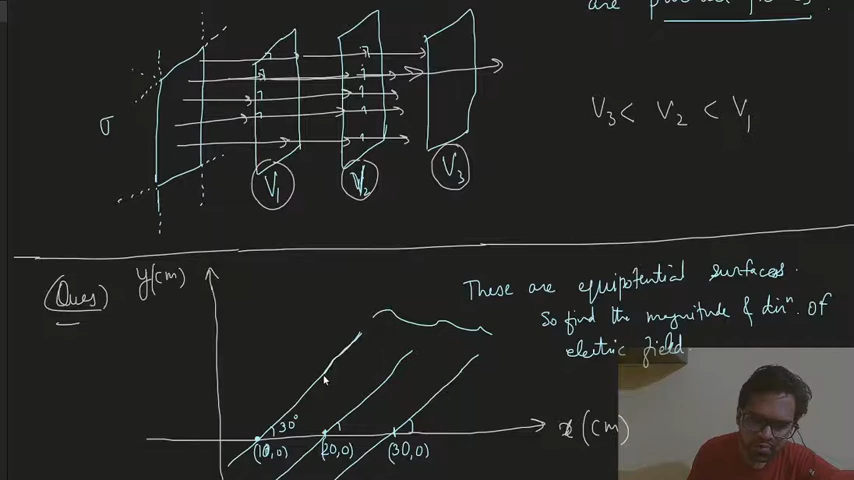 are
σ
V₁
V₂
V₃
V₃ < V₂ < V₁
Ques
y(cm)
These are equipotential surfaces.
So find the magnitude & dirⁿ. of
electric field.
30°
(10,0)
(20,0)
(30,0)
x (cm)